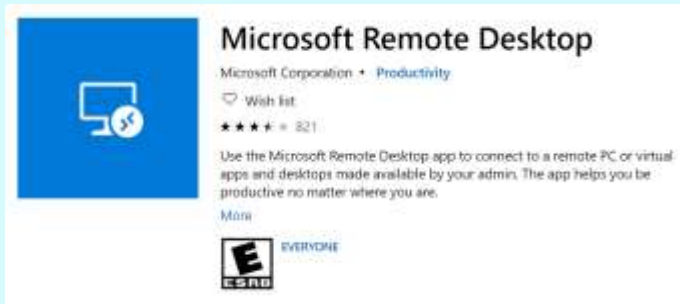 Microsoft Remote Desktop
Microsoft Corporation • Productivity
Wish list
821
Use the Microsoft Remote Desktop app to connect to a remote PC or virtual
apps and desktops made available by your admin. The app helps you be
productive no matter where you are.
More
E
EVERYONE
ESRB